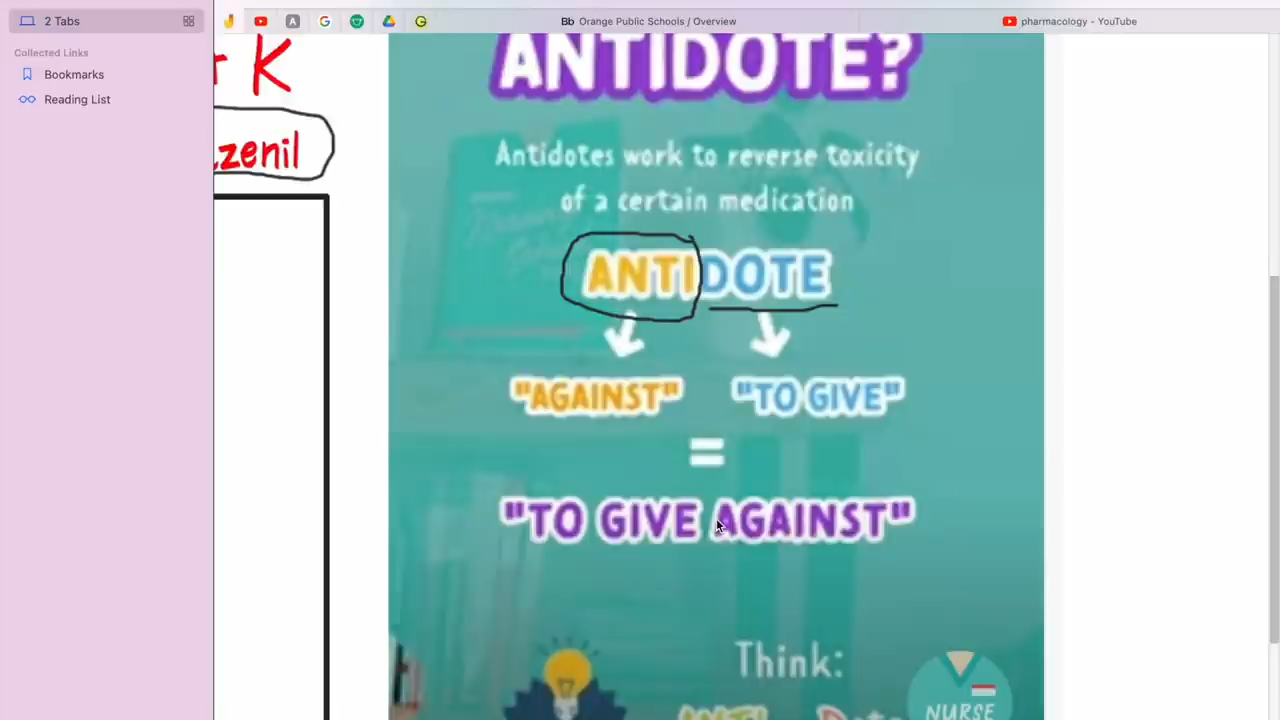 2 Tabs
Collected Links
Bookmarks
Reading List
Orange Public Schools / Overview
pharmacology - YouTube
K
zenil
ANTIDOTE?
Antidotes work to reverse toxicity
of a certain medication
ANTIDOTE
"AGAINST" "TO GIVE"
=
"TO GIVE AGAINST"
Think:
NURSE